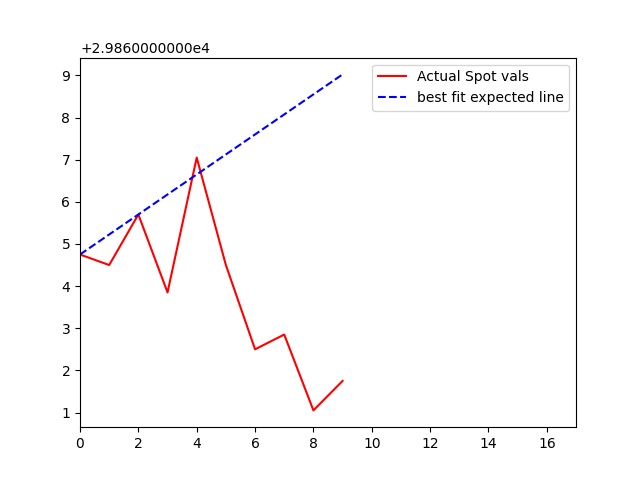 +2.9860000000e4
Actual Spot vals
best fit expected line
9
8
7
6
5
4
3
2
1
0 2 4 6 8 10 12 14 16